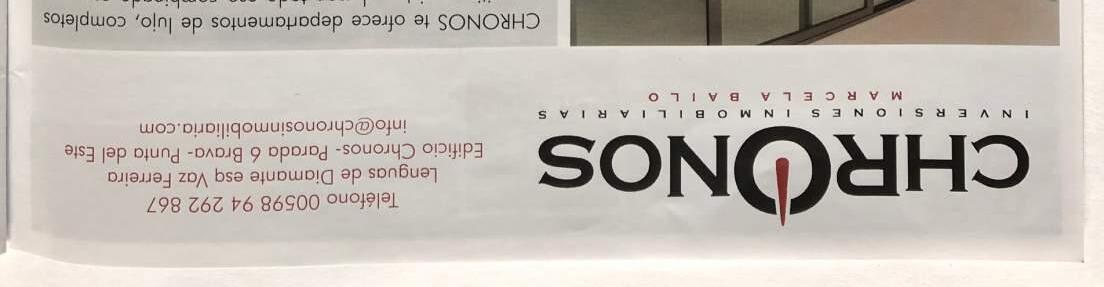 CHRONOS
INVERSIONES INMOBILIARIAS
MARCELA BAILO
Teléfono 00598 94 292 867
Lenguas de Diamante esq Vaz Ferreira
Edificio Chronos- Parada 6 Brava- Punta del Este
info@chronosinmobiliaria.com
CHRONOS te ofrece departamentos de lujo, completos